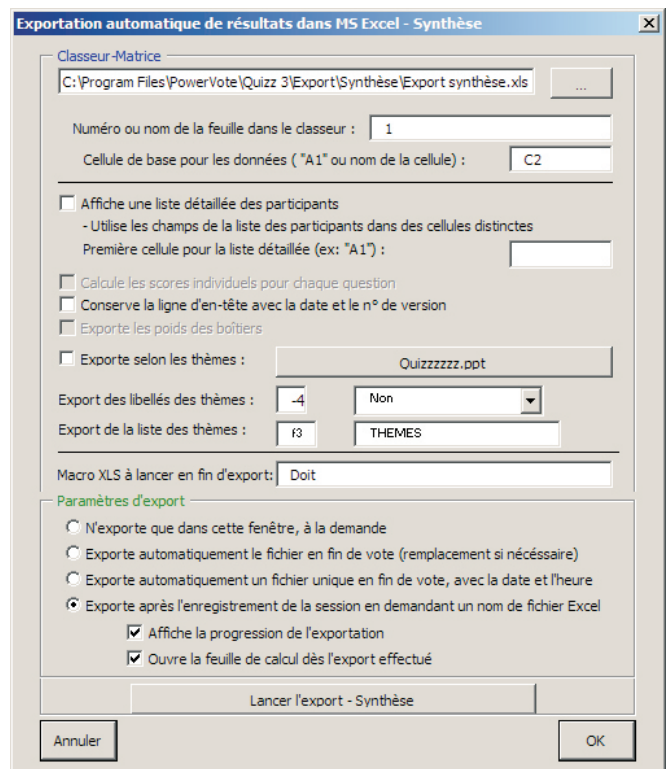 Exportation automatique de résultats dans MS Excel - Synthèse
Classeur-Matrice
C:\Program Files\PowerVote\Quizz 3\Export\Synthèse\Export synthèse.xls
...
Numéro ou nom de la feuille dans le classeur : 1
Cellule de base pour les données ( "A1" ou nom de la cellule) : C2
Affiche une liste détaillée des participants
- Utilise les champs de la liste des participants dans des cellules distinctes
Première cellule pour la liste détaillée (ex: "A1") :
Calcule les scores individuels pour chaque question
Conserve la ligne d'en-tête avec la date et le n° de version
Exporte les poids des boîtiers
Exporte selon les thèmes : Quizzzzzz.ppt
Export des libellés des thèmes : -4 Non
Export de la liste des thèmes : f3 THEMES
Macro XLS à lancer en fin d'export: Doit
Paramètres d'export
N'exporte que dans cette fenêtre, à la demande
Exporte automatiquement le fichier en fin de vote (remplacement si nécéssaire)
Exporte automatiquement un fichier unique en fin de vote, avec la date et l'heure
Exporte après l'enregistrement de la session en demandant un nom de fichier Excel
Affiche la progression de l'exportation
Ouvre la feuille de calcul dès l'export effectué
Lancer l'export - Synthèse
Annuler OK